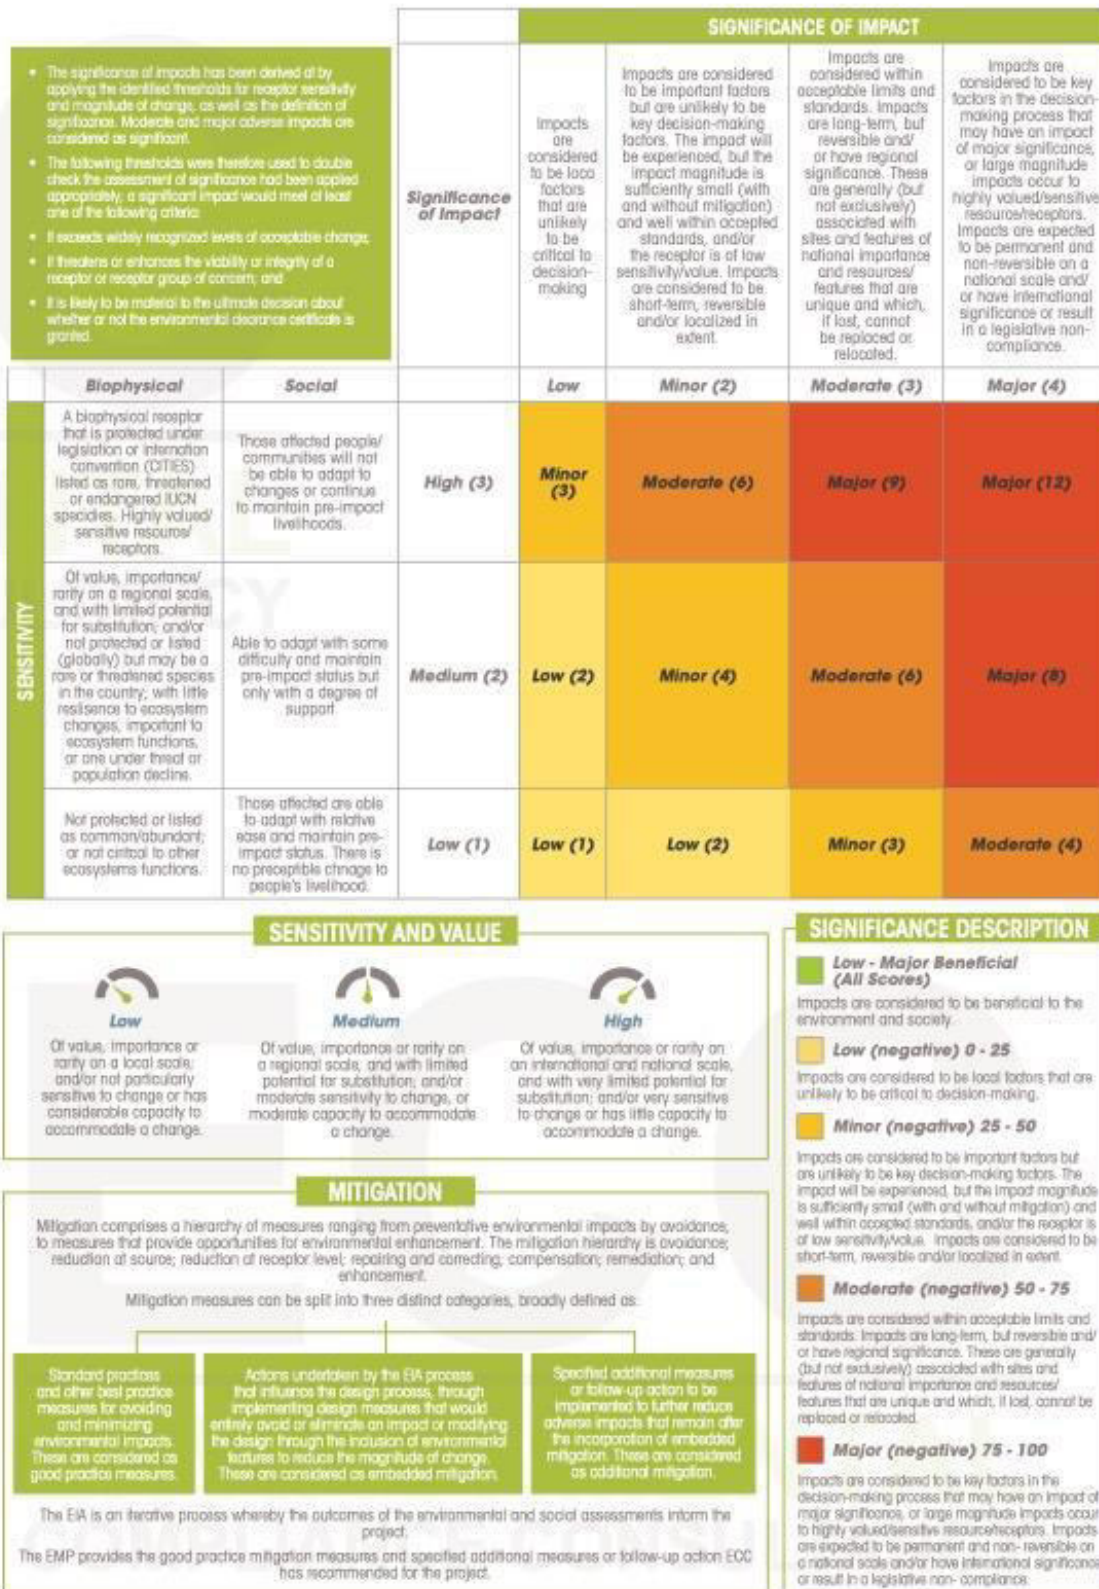 SIGNIFICANCE OF IMPACT
• The significance of impacts has been derived at by
applying the identified thresholds for receptor sensitivity
and magnitude of change, as well as the definition of
significance. Moderate and major adverse impacts are
considered as significant.
• The following thresholds were therefore used to double
check the assessment of significance had been applied
appropriately; a significant impact would meet at least
one of the following criteria:
• It exceeds widely recognized levels of acceptable change;
• It threatens or enhances the viability or integrity of a
receptor or receptor group of concern; and
• It is likely to be material to the ultimate decision about
whether or not the environmental clearance certificate is
granted.
Significance
of Impact
Impacts
are
considered
to be loca
factors
that are
unlikely
to be
critical to
decision-
making
Impacts are considered
to be important factors
but are unlikely to be
key decision-making
factors. The impact will
be experienced, but the
impact magnitude is
sufficiently small (with
and without mitigation)
and well within accepted
standards, and/or
the receptor is of low
sensitivity/value. Impacts
are considered to be
short-term, reversible
and/or localized in
extent.
Impacts are
considered within
acceptable limits and
standards. Impacts
are long-term, but
reversible and/
or have regional
significance. These
are generally (but
not exclusively)
associated with
sites and features of
national importance
and resources/
features that are
unique and which,
if lost, cannot
be replaced or
relocated.
Impacts are
considered to be key
factors in the decision-
making process that
may have an impact
of major significance,
or large magnitude
impacts occur to
highly valued/sensitive
resource/receptors.
Impacts are expected
to be permanent and
non-reversible on a
national scale and/
or have international
significance or result
in a legislative non-
compliance.
Biophysical
Social
Low
Minor (2)
Moderate (3)
Major (4)
SENSITIVITY
A biophysical receptor
that is protected under
legislation or internation
convention (CITIES)
listed as rare, threatened
or endangered IUCN
specidies. Highly valued/
sensitive resource/
receptors.
Those affected people/
communities will not
be able to adapt to
changes or continue
to maintain pre-impact
livelihoods.
High (3)
Minor
(3)
Moderate (6)
Major (9)
Major (12)
Of value, importance/
rarity on a regional scale,
and with limited potential
for substitution; and/or
not protected or listed
(globally) but may be a
rare or threatened species
in the country; with little
resilisence to ecosystem
changes, important to
ecosystem functions,
or one under threat or
population decline.
Able to adapt with some
difficulty and maintain
pre-impact status but
only with a degree of
support
Medium (2)
Low (2)
Minor (4)
Moderate (6)
Major (8)
Not protected or listed
as common/abundant;
or not critcal to other
ecosystems functions.
Those affected are able
to adapt with relative
ease and maintain pre-
impact status. There is
no preceptible chnage to
people's livelihood.
Low (1)
Low (1)
Low (2)
Minor (3)
Moderate (4)
SENSITIVITY AND VALUE
Low
Of value, importance or
rarity on a local scale;
and/or not particularly
sensitive to change or has
considerable capacity to
accommodate a change.
Medium
Of value, importance or rarity on
a regional scale, and with limited
potential for substitution; and/or
moderate sensitivity to change, or
moderate capacity to accommodate
a change.
High
Of value, importance or rarity on
an international and national scale,
and with very limited potential for
substitution; and/or very sensitive
to change or has little capacity to
accommodate a change.
MITIGATION
Mitigation comprises a hierarchy of measures ranging from preventative environmental impacts by avoidance,
to measures that provide opportunities for environmental enhancement. The mitigation hierarchy is avoidance;
reduction at source; reduction at receptor level; repairing and correcting; compensation; remediation; and
enhancement.
Mitigation measures can be split into three distinct categories, broadly defined as:
Standard practices
and other best practice
measures for avoiding
and minimizing
environmental impacts.
These are considered as
good practice measures.
Actions undertaken by the EIA process
that influence the design process, through
implementing design measures that would
entirely avoid or eliminate an impact or modifying
the design through the inclusion of environmental
features to reduce the magnitude of change.
These are considered as embedded mitigation.
Specified additional measures
or follow-up action to be
implemented to further reduce
adverse impacts that remain after
the incorporation of embedded
mitigation. These are considered
as additional mitigation.
The EIA is an iterative process whereby the outcomes of the environmental and social assessments inform the
project.
The EMP provides the good practice mitigation measures and specified additional measures or follow-up action ECC
has recommended for the project.
SIGNIFICANCE DESCRIPTION
Low - Major Beneficial
(All Scores)
Impacts are considered to be beneficial to the
environment and society.
Low (negative) 0 - 25
Impacts are considered to be local factors that are
unlikely to be critical to decision-making.
Minor (negative) 25 - 50
Impacts are considered to be important factors but
are unlikely to be key decision-making factors. The
impact will be experienced, but the impact magnitude
is sufficiently small (with and without mitigation) and
well within accepted standards, and/or the receptor is
of low sensitivity/value. Impacts are considered to be
short-term, reversible and/or localized in extent.
Moderate (negative) 50 - 75
Impacts are considered within acceptable limits and
standards. Impacts are long-term, but reversible and/
or have regional significance. These are generally
(but not exclusively) associated with sites and
features of national importance and resources/
features that are unique and which, if lost, cannot be
replaced or relocated.
Major (negative) 75 - 100
Impacts are considered to be key factors in the
decision-making process that may have an impact of
major significance, or large magnitude impacts occur
to highly valued/sensitive resource/receptors. Impacts
are expected to be permanent and non- reversible on
a national scale and/or have international significance
or result in a legislative non- compliance.